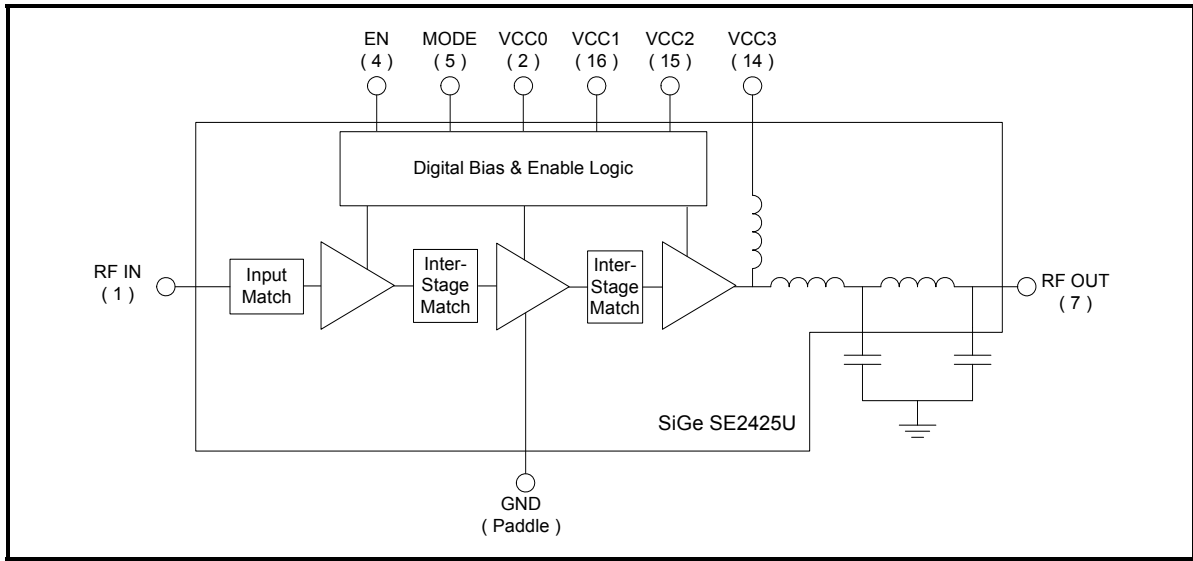 EN MODE VCC0 VCC1 VCC2 VCC3
( 4 ) ( 5 ) ( 2 ) ( 16 ) ( 15 ) ( 14 )
Digital Bias & Enable Logic
RF IN
( 1 )
Input
Match
Inter-
Stage
Match
Inter-
Stage
Match
RF OUT
( 7 )
SiGe SE2425U
GND
( Paddle )